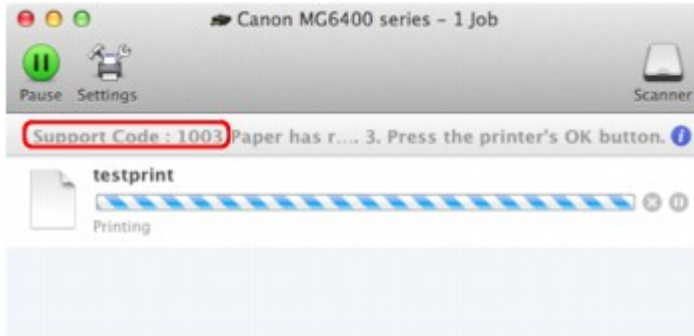 Canon MG6400 series – 1 Job
Pause Settings Scanner
Support Code : 1003 Paper has r.... 3. Press the printer's OK button.
testprint
Printing